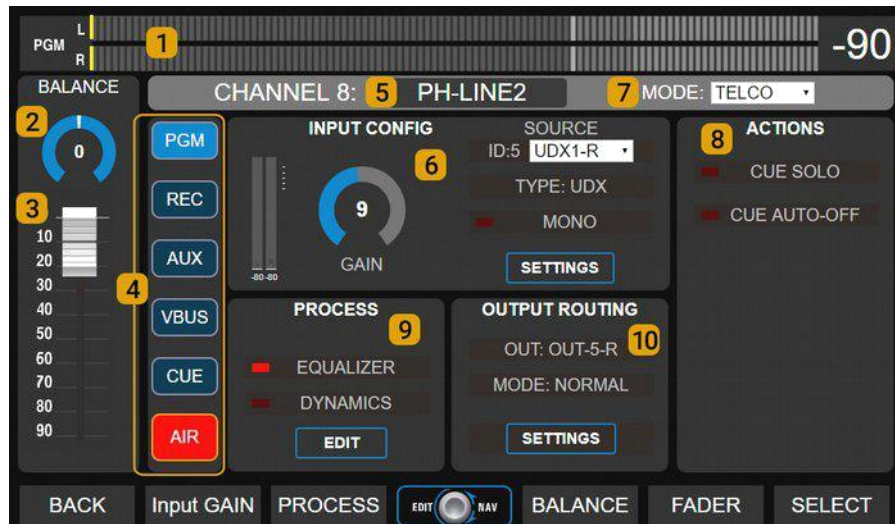 L
PGM
R
1
-90
BALANCE
CHANNEL 8: 5 PH-LINE2
7 MODE: TELCO
2
0
3
10
20
30
40
50
60
70
80
90
4
PGM
REC
AUX
VBUS
CUE
AIR
INPUT CONFIG
6
9
GAIN
-80 -80
SOURCE
ID:5 UDX1-R
TYPE: UDX
MONO
SETTINGS
8 ACTIONS
CUE SOLO
CUE AUTO-OFF
PROCESS
9
EQUALIZER
DYNAMICS
EDIT
OUTPUT ROUTING
OUT: OUT-5-R 10
MODE: NORMAL
SETTINGS
BACK Input GAIN PROCESS EDIT NAV BALANCE FADER SELECT